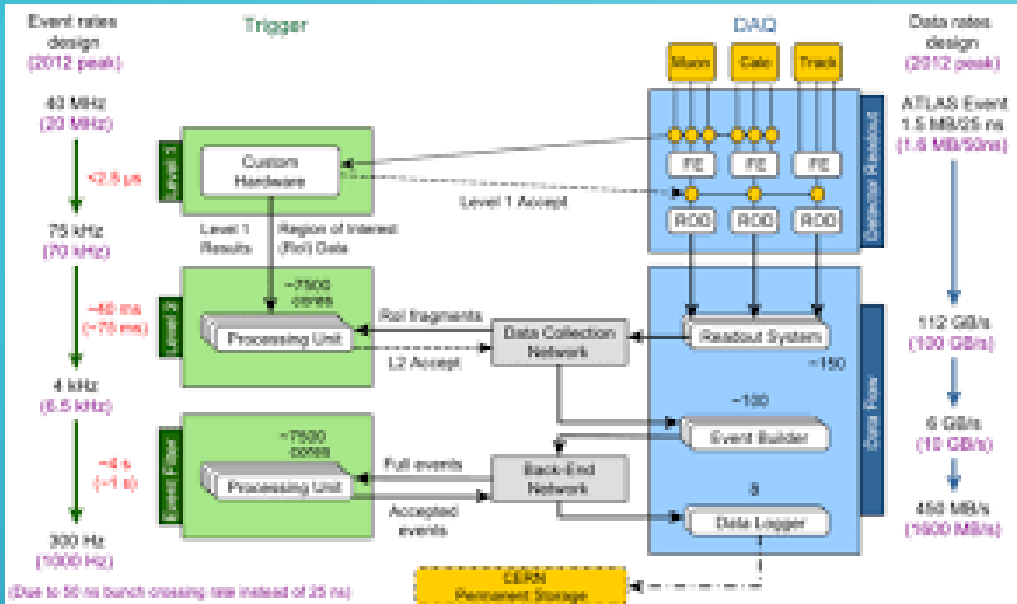 Event rates
design
(2012 peak)
40 MHz
(20 MHz)
<2.5 μs
75 kHz
(70 kHz)
~40 ms
(~75 ms)
4 kHz
(6.5 kHz)
~4 s
(~1 s)
300 Hz
(1000 Hz)
(Due to 50 ns bunch crossing rate instead of 25 ns)
Trigger
Level 1
Custom
Hardware
Level 1 Accept
Level 1
Results
Region of Interest
(RoI) Data
Level 2
~7500
cores
Processing Unit
RoI fragments
L2 Accept
Event Filter
~7500
cores
Processing Unit
Full events
Accepted
events
Data Collection
Network
Back-End
Network
DAQ
Muon
Calo
Track
FE
FE
FE
ROD
ROD
ROD
Detector Readout
Readout System
~150
~100
Event Builder
Data Logger
Data Flow
CERN
Permanent Storage
Data rates
design
(2012 peak)
ATLAS Event
1.5 MB/25 ns
(1.6 MB/50ns)
112 GB/s
(100 GB/s)
6 GB/s
(10 GB/s)
450 MB/s
(1600 MB/s)